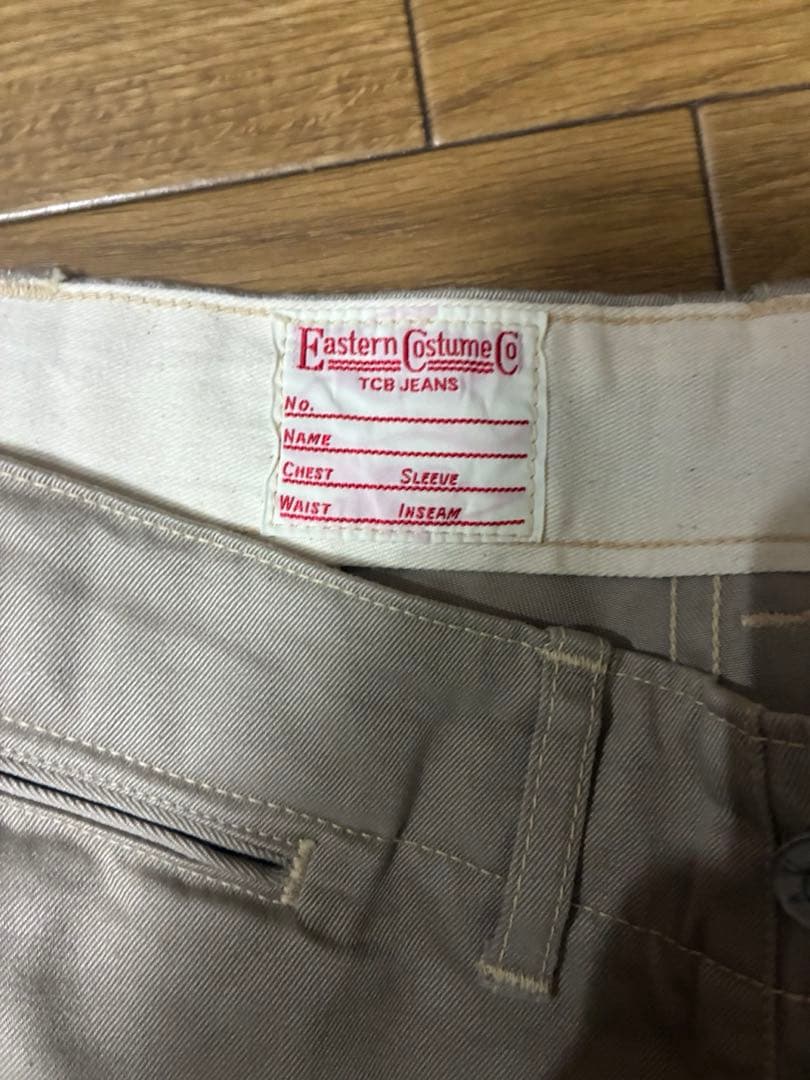 Eastern Costume Co
TCB JEANS
No.
NAME
CHEST SLEEVE
WAIST INSEAM